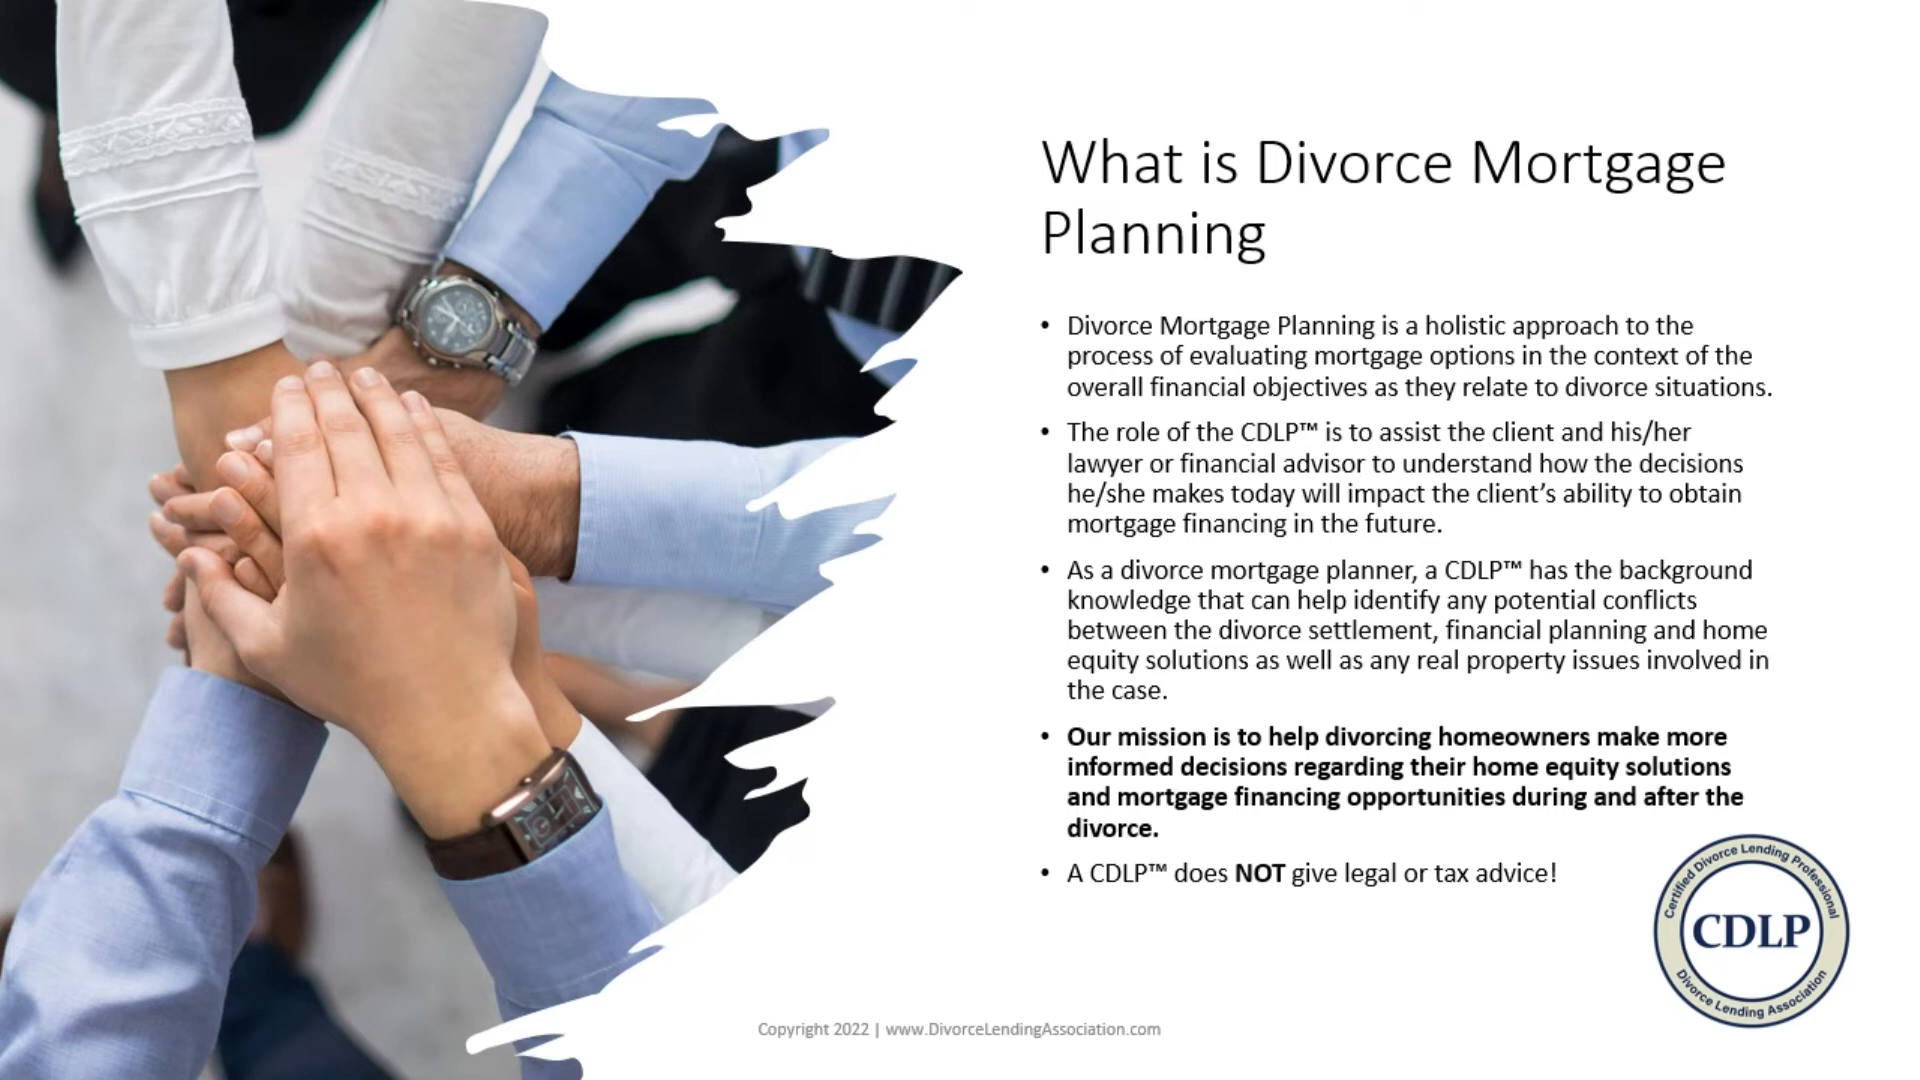 What is Divorce Mortgage
Planning
• Divorce Mortgage Planning is a holistic approach to the
process of evaluating mortgage options in the context of the
overall financial objectives as they relate to divorce situations.
• The role of the CDLP™ is to assist the client and his/her
lawyer or financial advisor to understand how the decisions
he/she makes today will impact the client’s ability to obtain
mortgage financing in the future.
• As a divorce mortgage planner, a CDLP™ has the background
knowledge that can help identify any potential conflicts
between the divorce settlement, financial planning and home
equity solutions as well as any real property issues involved in
the case.
• Our mission is to help divorcing homeowners make more
informed decisions regarding their home equity solutions
and mortgage financing opportunities during and after the
divorce.
• A CDLP™ does NOT give legal or tax advice!
Certified Divorce Lending Professional
CDLP
Divorce Lending Association
Copyright 2022 | www.DivorceLendingAssociation.com